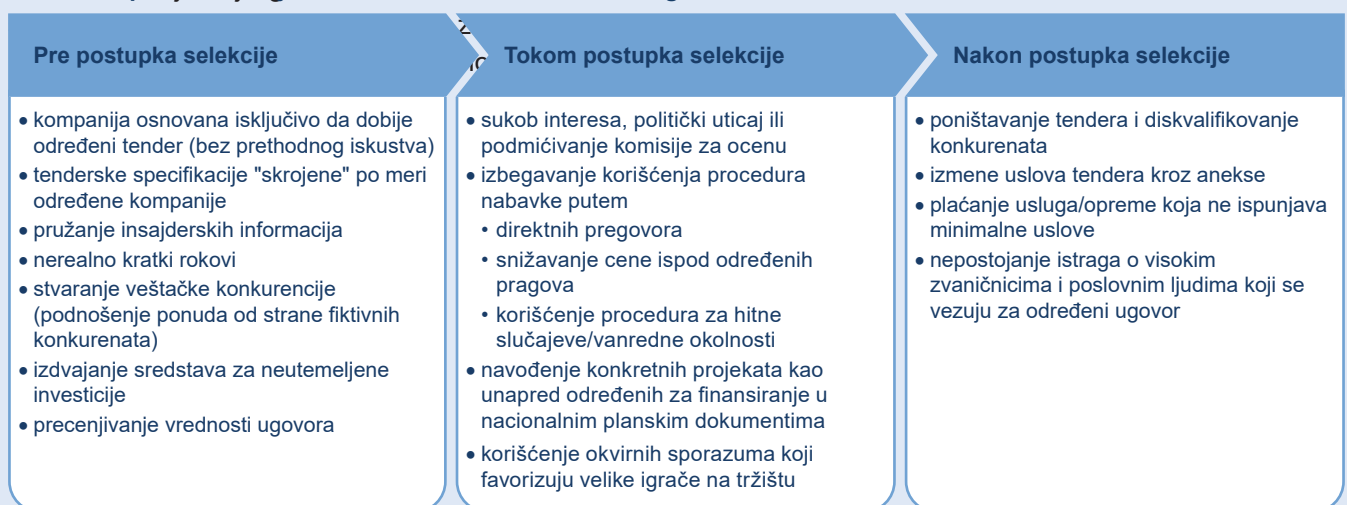 Pre postupka selekcije
Tokom postupka selekcije
Nakon postupka selekcije
• kompanija osnovana isključivo da dobije
određeni tender (bez prethodnog iskustva)
• tenderske specifikacije "skrojene" po meri
određene kompanije
• pružanje insajderskih informacija
• nerealno kratki rokovi
• stvaranje veštačke konkurencije
(podnošenje ponuda od strane fiktivnih
konkurenata)
• izdvajanje sredstava za neutemeljene
investicije
• precenjivanje vrednosti ugovora
• sukob interesa, politički uticaj ili
podmićivanje komisije za ocenu
• izbegavanje korišćenja procedura
nabavke putem
• direktnih pregovora
• snižavanje cene ispod određenih
pragova
• korišćenje procedura za hitne
slučajeve/vanredne okolnosti
• navođenje konkretnih projekata kao
unapred određenih za finansiranje u
nacionalnim planskim dokumentima
• korišćenje okvirnih sporazuma koji
favorizuju velike igrače na tržištu
• poništavanje tendera i diskvalifikovanje
konkurenata
• izmene uslova tendera kroz anekse
• plaćanje usluga/opreme koja ne ispunjava
minimalne uslove
• nepostojanje istraga o visokim
zvaničnicima i poslovnim ljudima koji se
vezuju za određeni ugovor